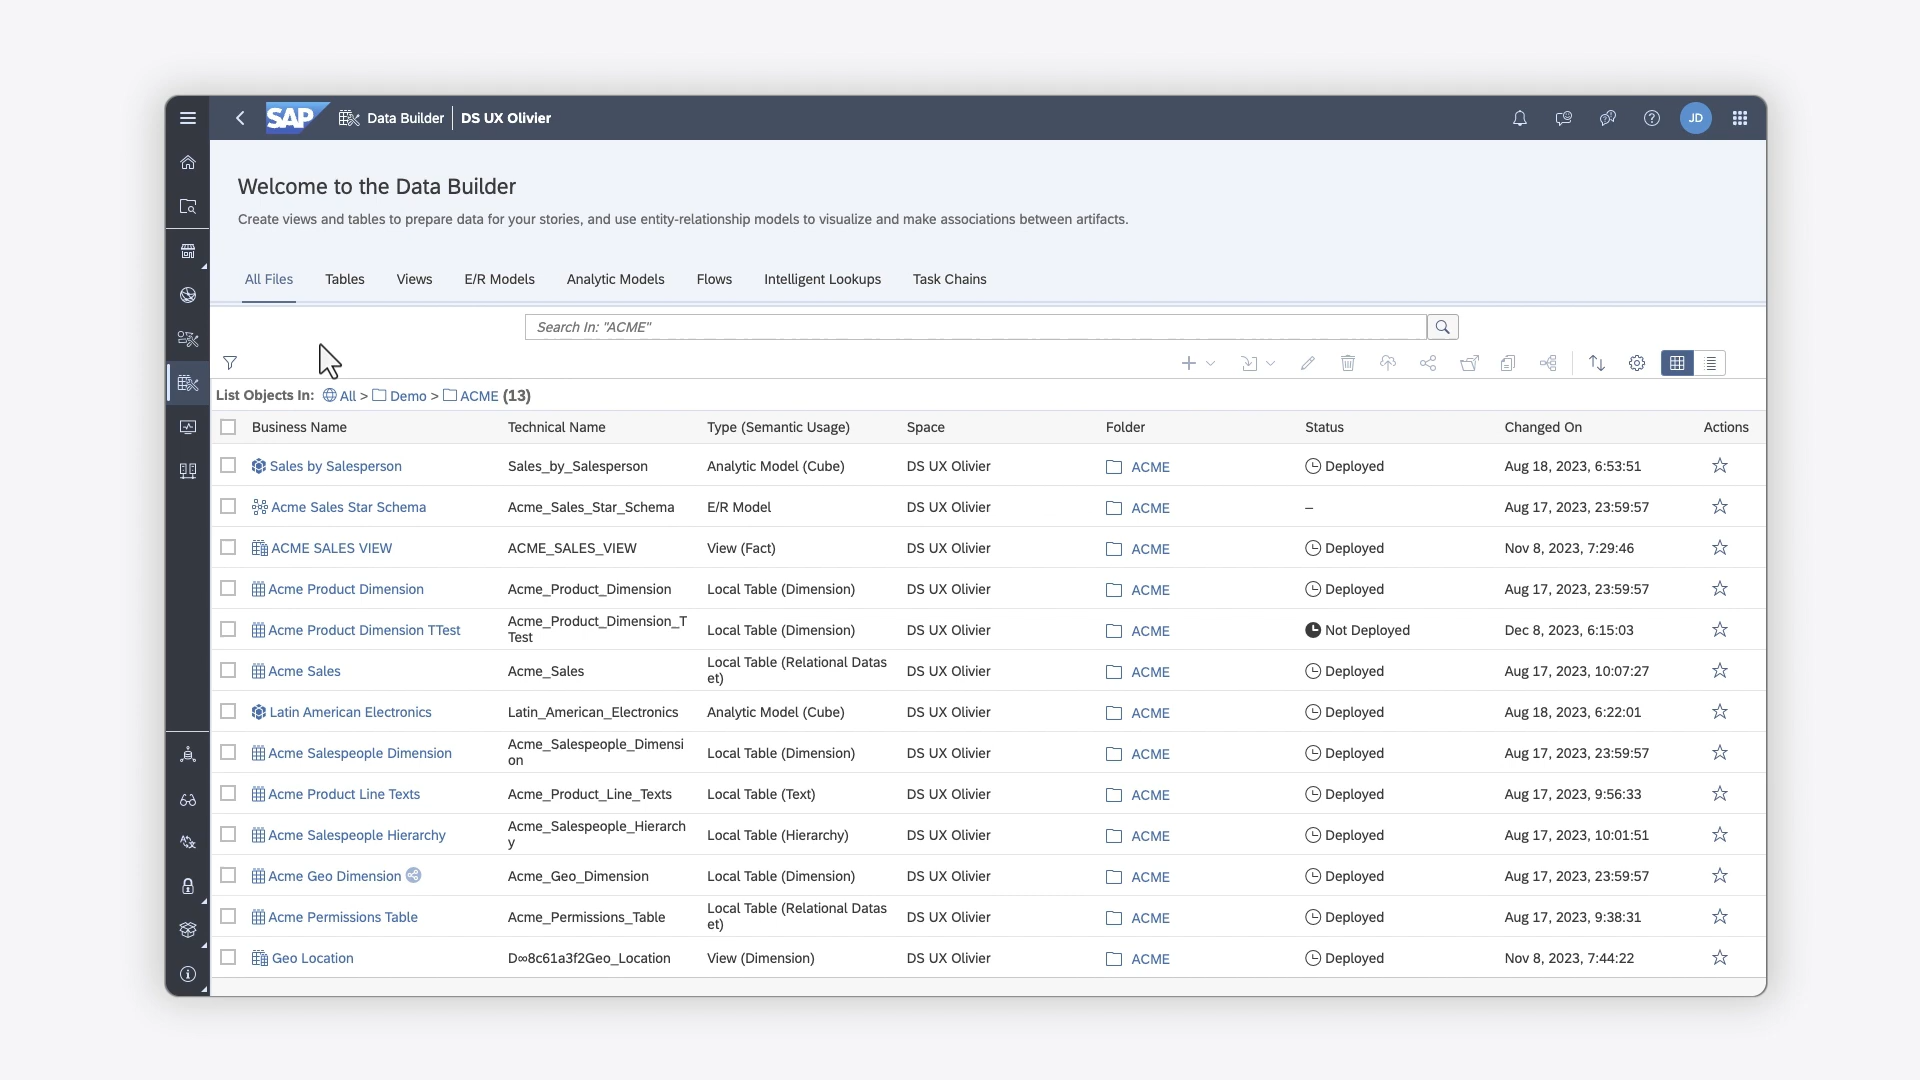 SAP Data Builder DS UX Olivier JD
Welcome to the Data Builder
Create views and tables to prepare data for your stories, and use entity-relationship models to visualize and make associations between artifacts.
All Files Tables Views E/R Models Analytic Models Flows Intelligent Lookups Task Chains
Search In: "ACME"
List Objects In: All > Demo > ACME (13)
Business Name Technical Name Type (Semantic Usage) Space Folder Status Changed On Actions
Sales by Salesperson Sales_by_Salesperson Analytic Model (Cube) DS UX Olivier ACME Deployed Aug 18, 2023, 6:53:51
Acme Sales Star Schema Acme_Sales_Star_Schema E/R Model DS UX Olivier ACME – Aug 17, 2023, 23:59:57
ACME SALES VIEW ACME_SALES_VIEW View (Fact) DS UX Olivier ACME Deployed Nov 8, 2023, 7:29:46
Acme Product Dimension Acme_Product_Dimension Local Table (Dimension) DS UX Olivier ACME Deployed Aug 17, 2023, 23:59:57
Acme Product Dimension TTest Acme_Product_Dimension_T Local Table (Dimension) DS UX Olivier ACME Not Deployed Dec 8, 2023, 6:15:03
Test
Acme Sales Acme_Sales Local Table (Relational Datas DS UX Olivier ACME Deployed Aug 17, 2023, 10:07:27
et)
Latin American Electronics Latin_American_Electronics Analytic Model (Cube) DS UX Olivier ACME Deployed Aug 18, 2023, 6:22:01
Acme Salespeople Dimension Acme_Salespeople_Dimensi Local Table (Dimension) DS UX Olivier ACME Deployed Aug 17, 2023, 23:59:57
on
Acme Product Line Texts Acme_Product_Line_Texts Local Table (Text) DS UX Olivier ACME Deployed Aug 17, 2023, 9:56:33
Acme Salespeople Hierarchy Acme_Salespeople_Hierarch Local Table (Hierarchy) DS UX Olivier ACME Deployed Aug 17, 2023, 10:01:51
y
Acme Geo Dimension Acme_Geo_Dimension Local Table (Dimension) DS UX Olivier ACME Deployed Aug 17, 2023, 23:59:57
Acme Permissions Table Acme_Permissions_Table Local Table (Relational Datas DS UX Olivier ACME Deployed Aug 17, 2023, 9:38:31
et)
Geo Location D∞8c61a3f2Geo_Location View (Dimension) DS UX Olivier ACME Deployed Nov 8, 2023, 7:44:22